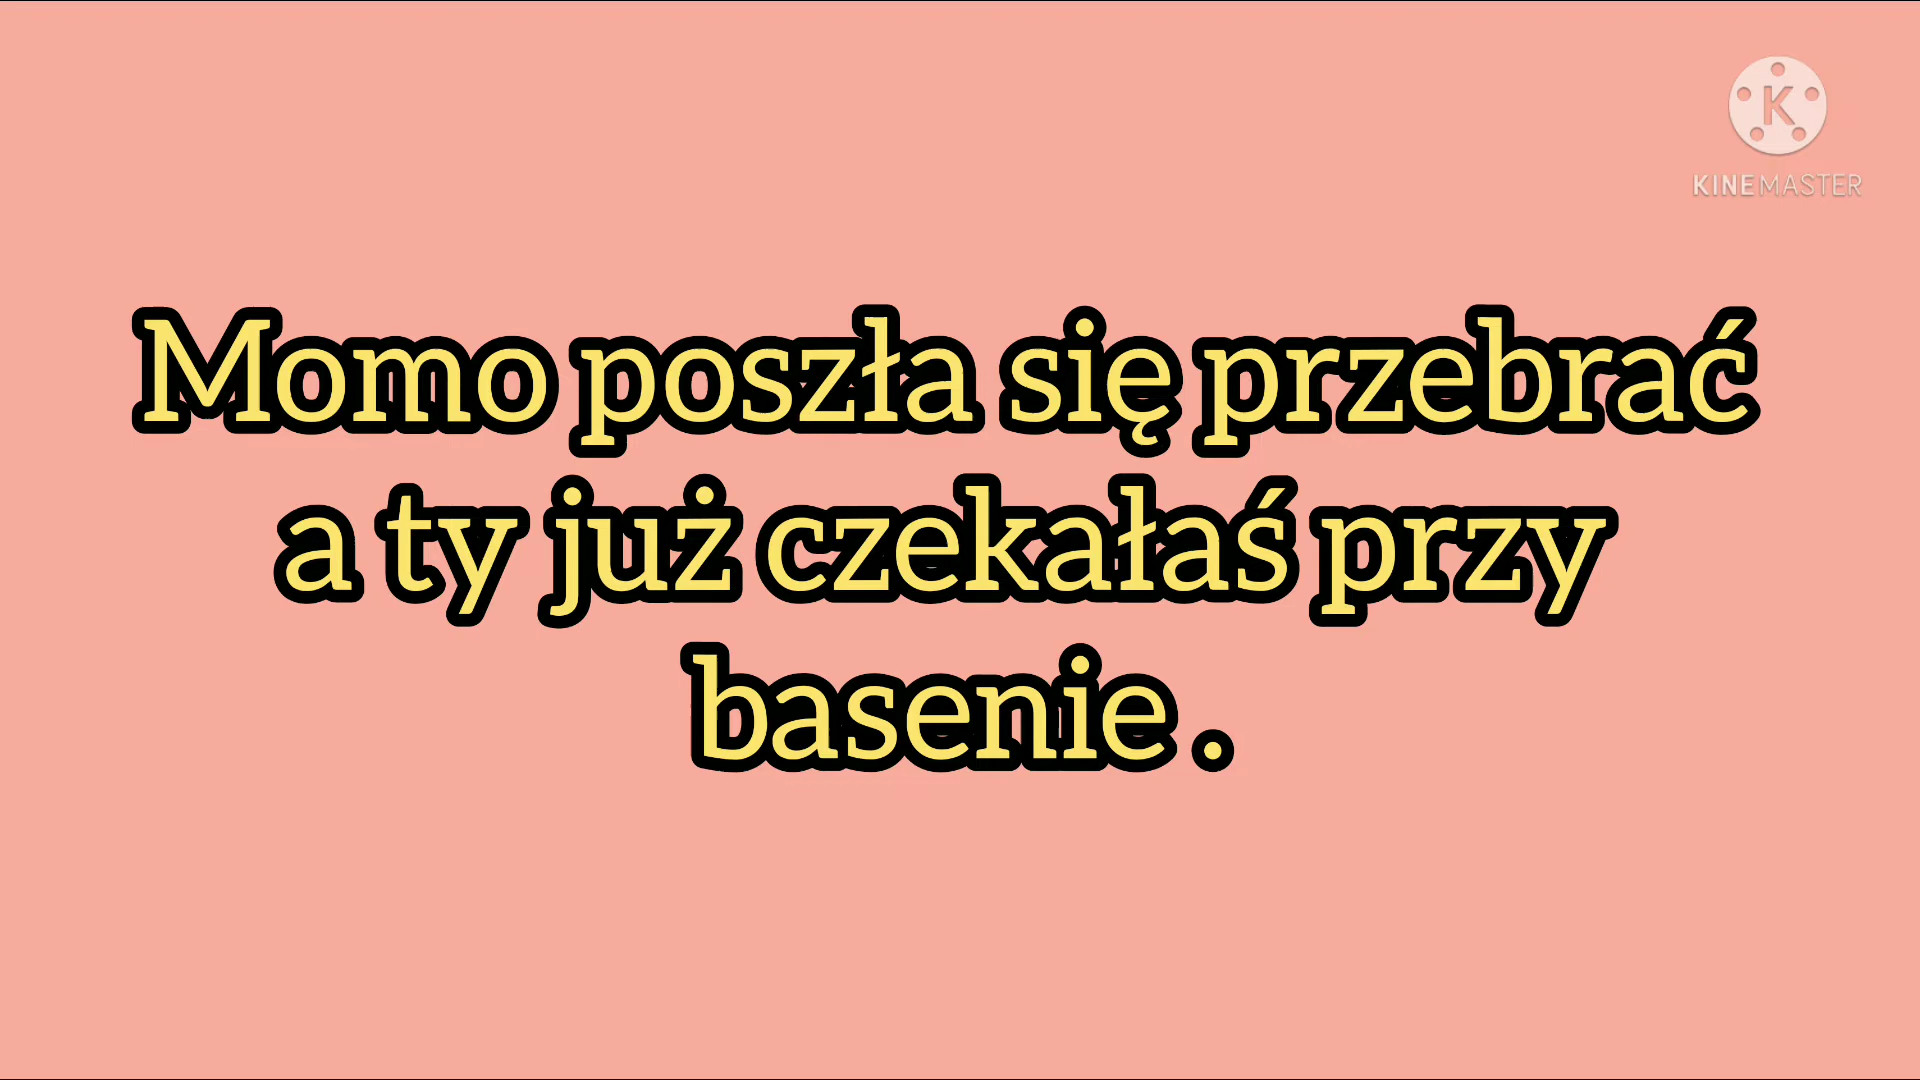 K
KINEMASTER
Momo poszła się przebrać
a ty już czekałaś przy
basenie .